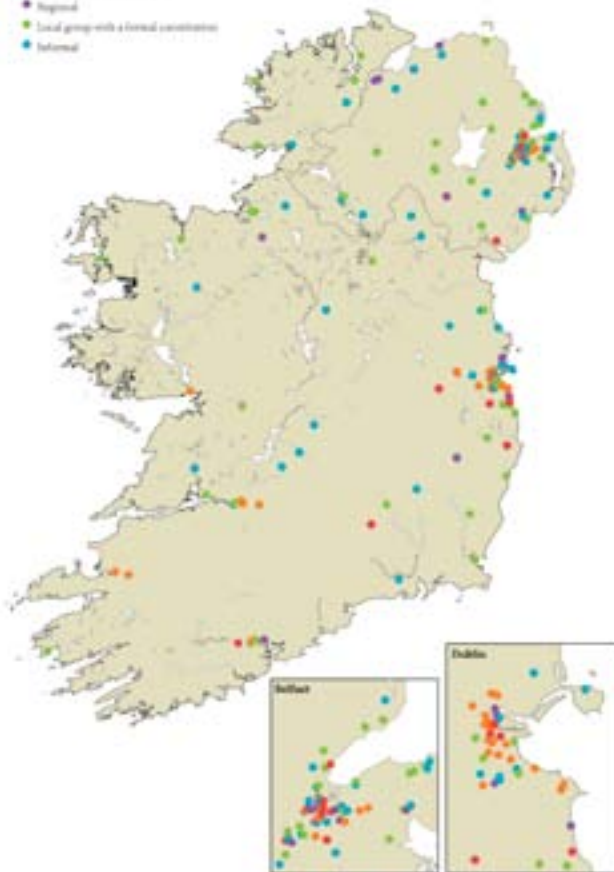 Regional
Local group with a formal constitution
Informal
Belfast
Dublin